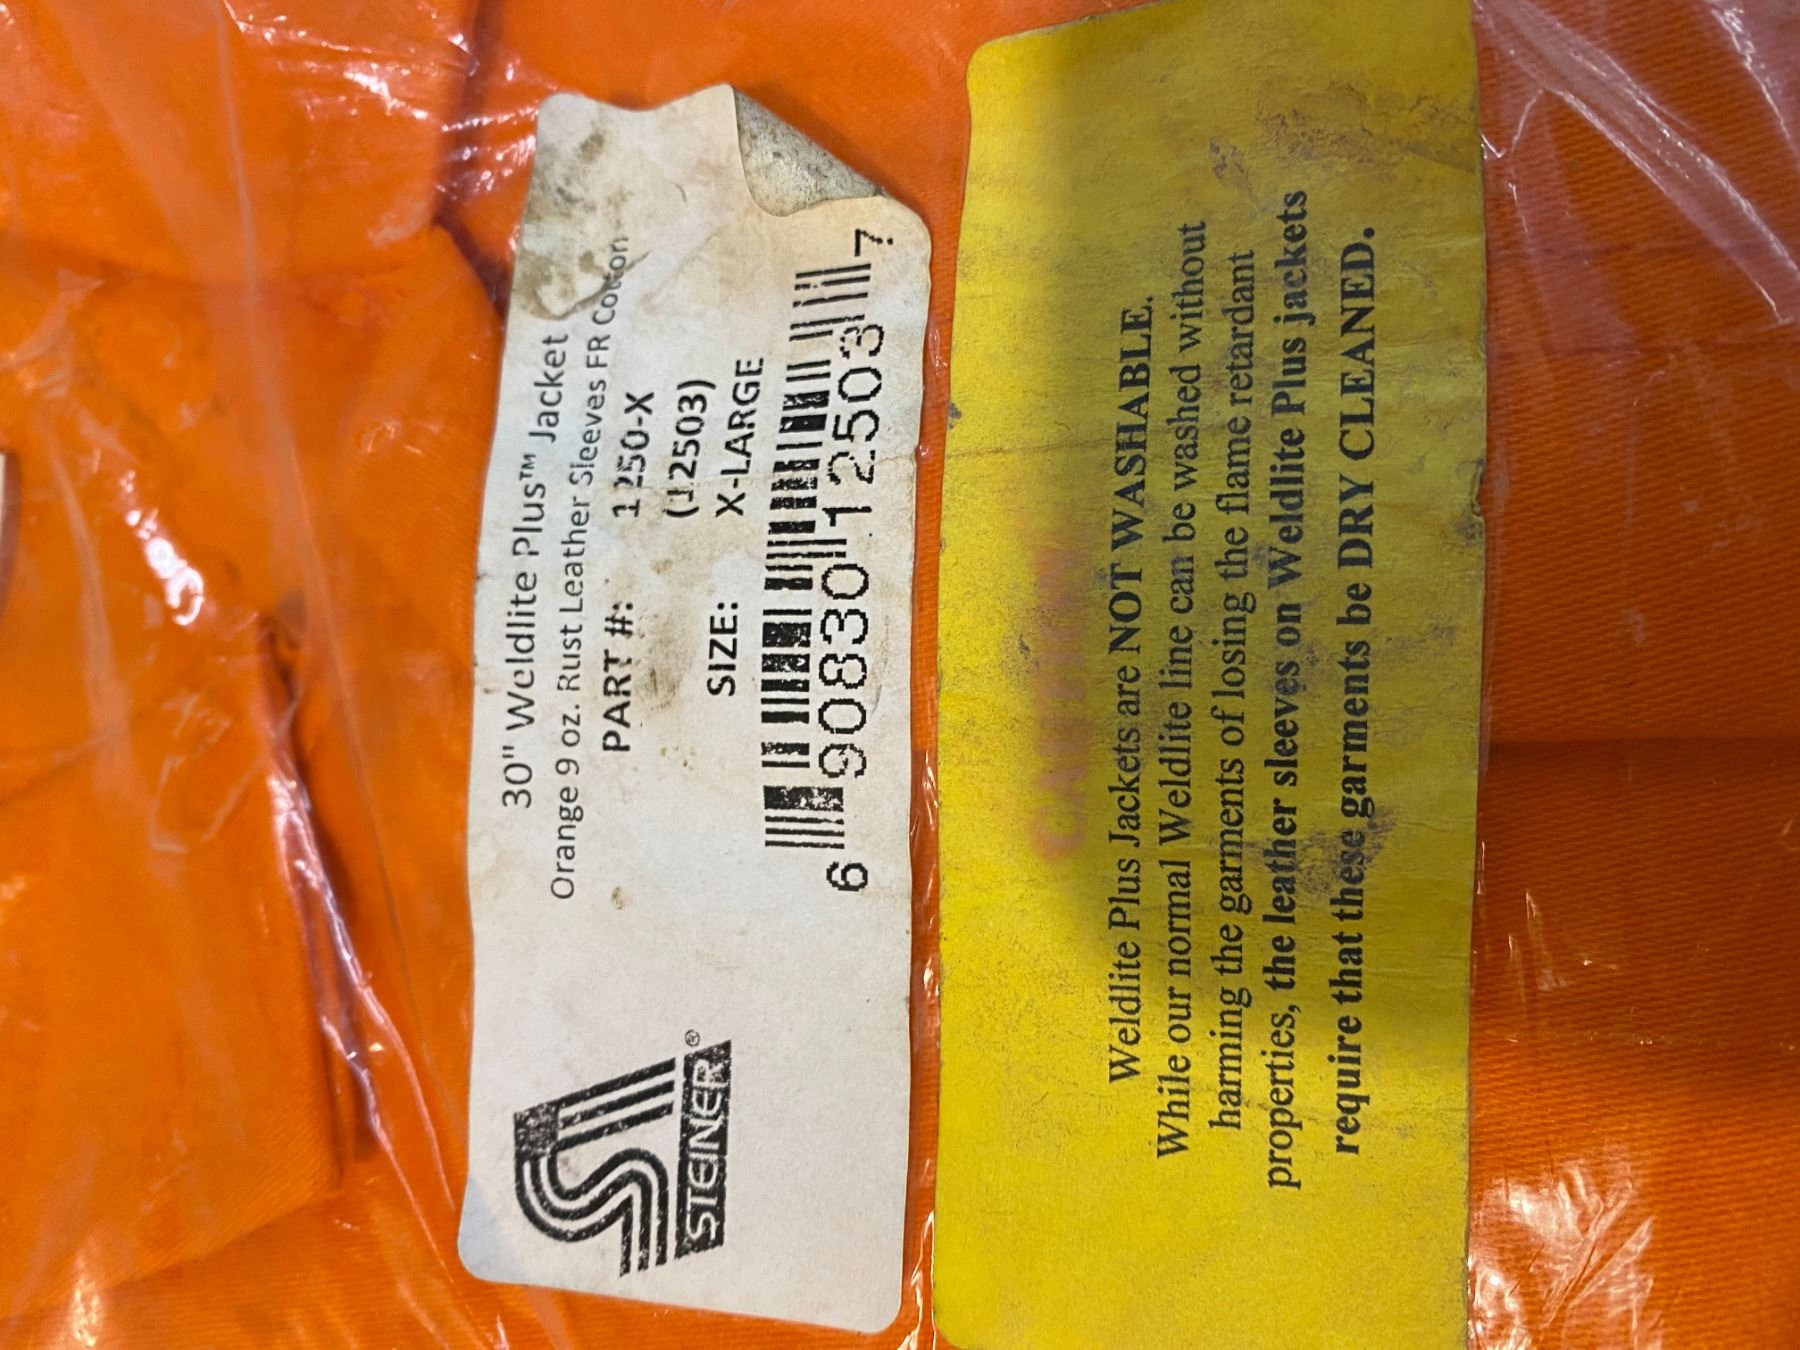 30" Weldlite Plus™ Jacket
Orange 9 oz. Rust Leather Sleeves FR Cotton
PART #: 1250-X
(12503)
SIZE: X-LARGE
6 90830 12503 7
STEINER®
CAUTION
Weldlite Plus Jackets are NOT WASHABLE.
While our normal Weldlite line can be washed without
harming the garments of losing the flame retardant
properties, the leather sleeves on Weldlite Plus jackets
require that these garments be DRY CLEANED.